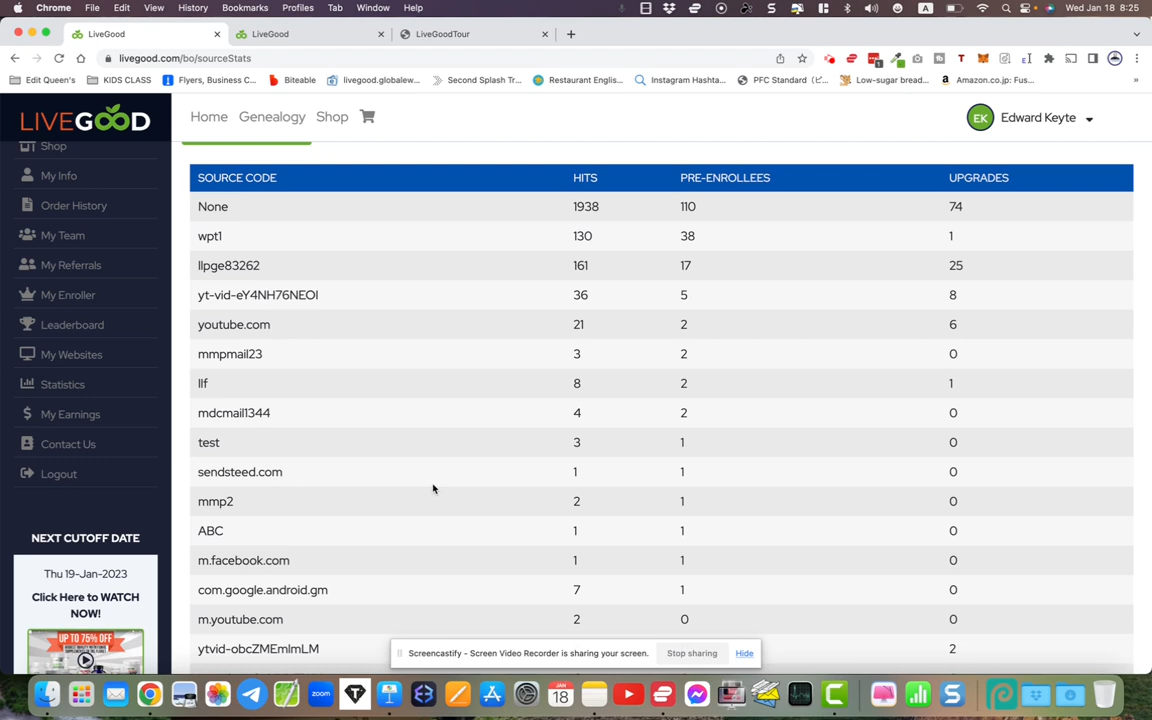 Chrome File Edit View History Bookmarks Profiles Tab Window Help A Wed Jan 18 8:25
LiveGood LiveGood LiveGoodTour
livegood.com/bo/sourceStats
Edit Queen's KIDS CLASS Flyers, Business C... Biteable livegood.globalew... Second Splash Tr... Restaurant Englis... Instagram Hashta... PFC Standard (ピ... Low-sugar bread... Amazon.co.jp: Fus...
LIVEGOOD Home Genealogy Shop EK Edward Keyte
Shop
My Info
Order History
My Team
My Referrals
My Enroller
Leaderboard
My Websites
Statistics
My Earnings
Contact Us
Logout
NEXT CUTOFF DATE
Thu 19-Jan-2023
Click Here to WATCH
NOW!
UP TO 75% OFF
SOURCE CODE HITS PRE-ENROLLEES UPGRADES
None 1938 110 74
wpt1 130 38 1
llpge83262 161 17 25
yt-vid-eY4NH76NEOI 36 5 8
youtube.com 21 2 6
mmpmail23 3 2 0
llf 8 2 1
mdcmail1344 4 2 0
test 3 1 0
sendsteed.com 1 1 0
mmp2 2 1 0
ABC 1 1 0
m.facebook.com 1 1 0
com.google.android.gm 7 1 0
m.youtube.com 2 0 0
ytvid-obcZMEmlmLM 2
Screencastify - Screen Video Recorder is sharing your screen. Stop sharing Hide
JAN 18 zoom